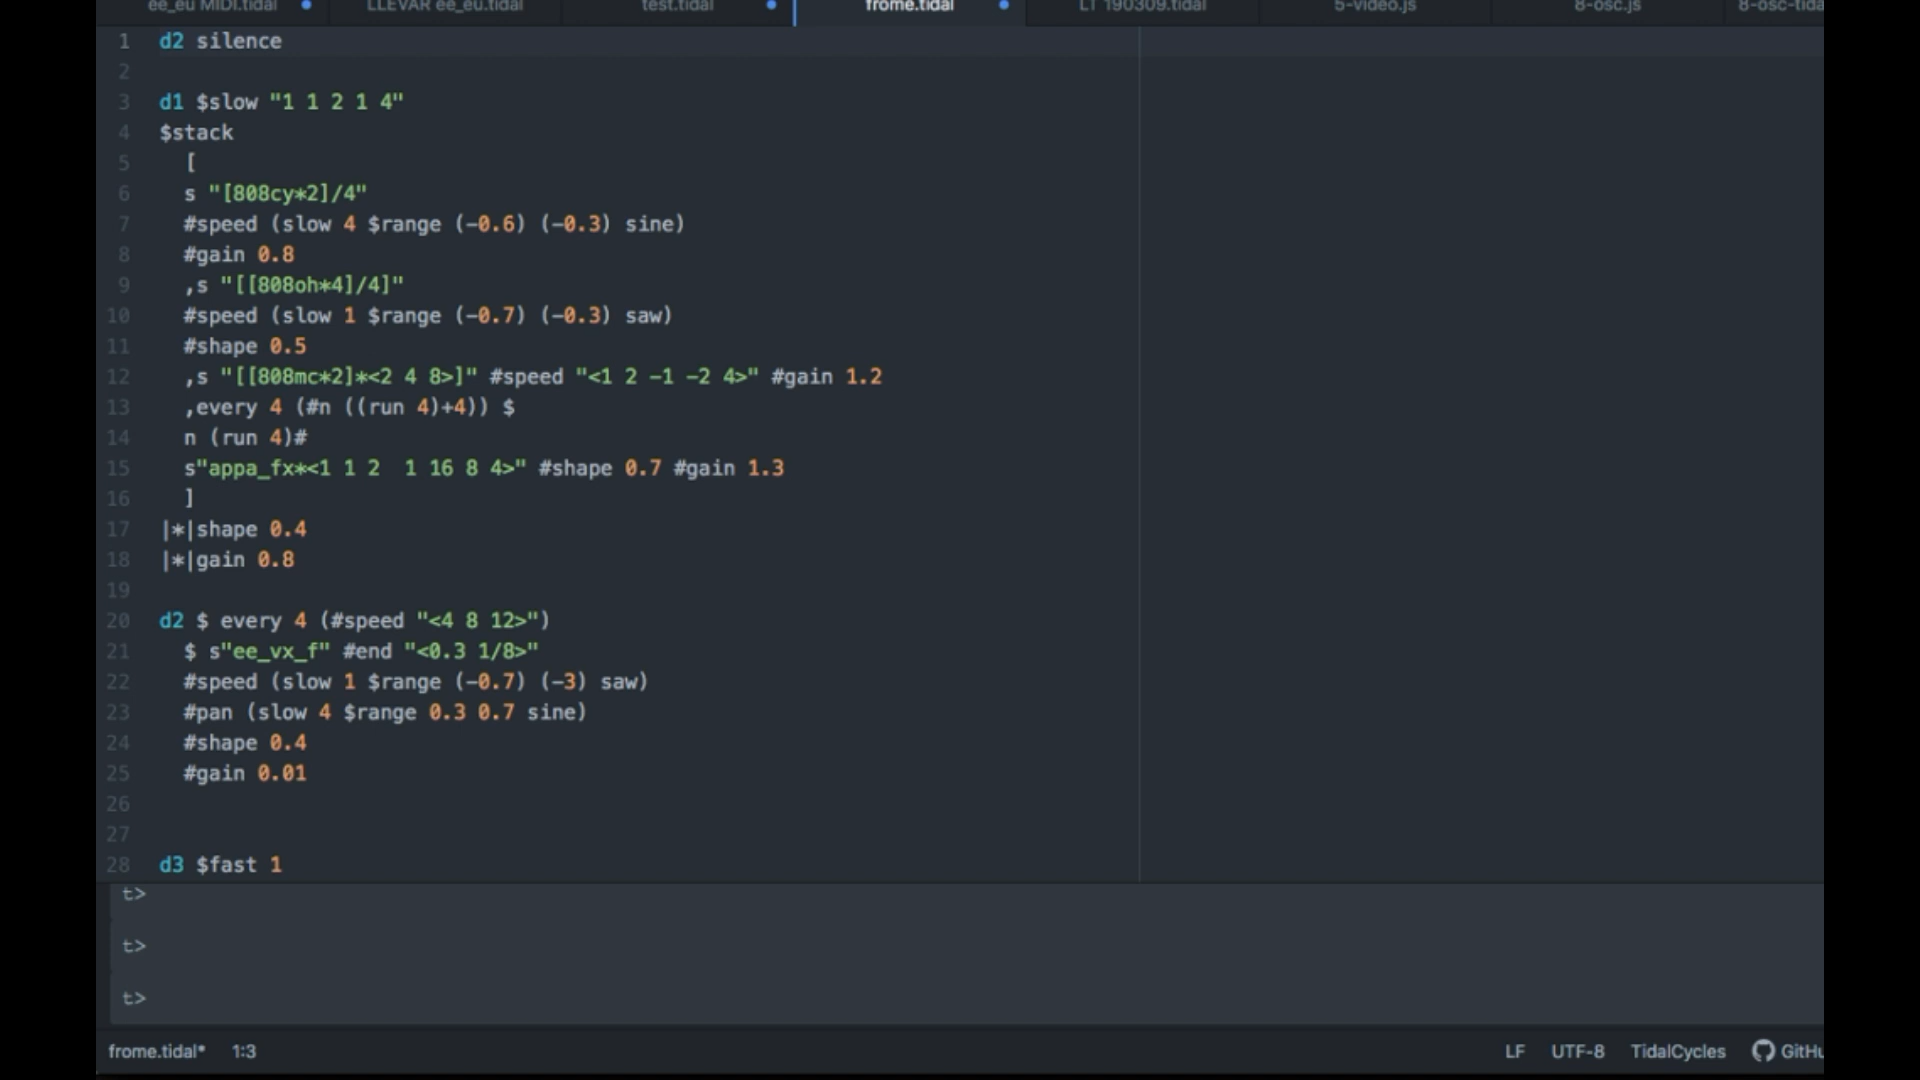 ee_eu MIDI.tidal LLEVAR ee_eu.tidal test.tidal frome.tidal LT 190309.tidal 5-video.js 8-osc.js 8-osc-tida
1 d2 silence
2
3 d1 $slow "1 1 2 1 4"
4 $stack
5 [
6 s "[808cy*2]/4"
7 #speed (slow 4 $range (-0.6) (-0.3) sine)
8 #gain 0.8
9 ,s "[[808oh*4]/4]"
10 #speed (slow 1 $range (-0.7) (-0.3) saw)
11 #shape 0.5
12 ,s "[[808mc*2]*<2 4 8>]" #speed "<1 2 -1 -2 4>" #gain 1.2
13 ,every 4 (#n ((run 4)+4)) $
14 n (run 4)#
15 s"appa_fx*<1 1 2  1 16 8 4>" #shape 0.7 #gain 1.3
16 ]
17 |*|shape 0.4
18 |*|gain 0.8
19
20 d2 $ every 4 (#speed "<4 8 12>")
21 $ s"ee_vx_f" #end "<0.3 1/8>"
22 #speed (slow 1 $range (-0.7) (-3) saw)
23 #pan (slow 4 $range 0.3 0.7 sine)
24 #shape 0.4
25 #gain 0.01
26
27
28 d3 $fast 1
t>
t>
t>
frome.tidal* 1:3 LF UTF-8 TidalCycles GitHu